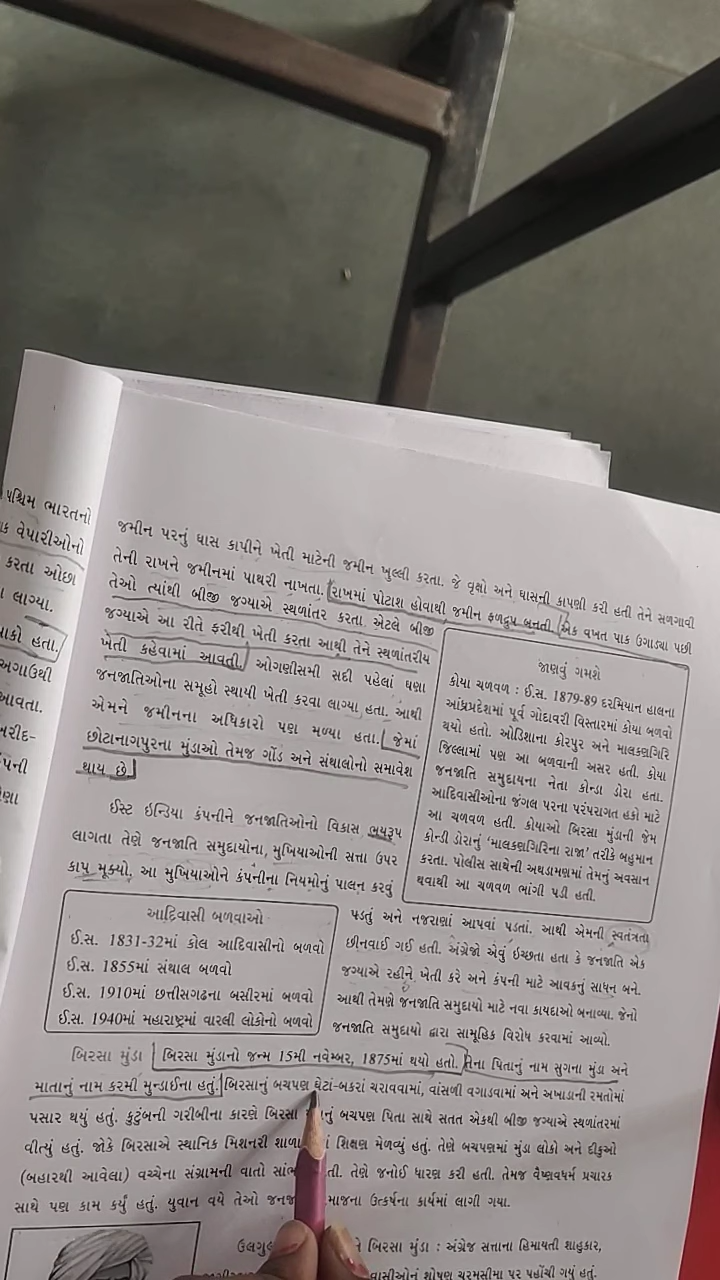 પશ્ચિમ ભારતનો
વેપારીઓનો
કરતા ઓછા
લાગ્યા.
હતા.
અગાઉથી
આવતા.
જમીન પરનું ઘાસ કાપીને ખેતી માટેની જમીન ખુલ્લી કરતા. જે વૃક્ષો અને ઘાસની કાપણી કરી હતી તેને સળગાવી
તેની રાખને જમીનમાં પાથરી નાખતા. રાખમાં પોટાશ હોવાથી જમીન ફળદ્રુપ બનતી. એક વખત પાક ઉગાડ્યા પછી
તેઓ ત્યાંથી બીજી જગ્યાએ સ્થળાંતર કરતા. એટલે બીજી
જગ્યાએ આ રીતે ફરીથી ખેતી કરતા આથી તેને સ્થળાંતરીય
ખેતી કહેવામાં આવતી. ઓગણીસમી સદી પહેલાં ઘણા
જનજાતિઓના સમૂહો સ્થાયી ખેતી કરવા લાગ્યા હતા. આથી
એમને જમીનના અધિકારો પણ મળ્યા હતા. જેમાં
છોટાનાગપુરના મુંડાઓ તેમજ ગોંડ અને સંથાલોનો સમાવેશ
થાય છે.
જાણવું ગમશે
કોયા ચળવળ : ઈ.સ. 1879-89 દરમિયાન હાલના
આંધ્રપ્રદેશમાં પૂર્વ ગોદાવરી વિસ્તારમાં કોયા બળવો
થયો હતો. ઓડિશાના કોરપુર અને માલકણગિરિ
જિલ્લામાં પણ આ બળવાની અસર હતી. કોયા
જનજાતિ સમુદાયના નેતા કોન્ડા ડોરા હતા.
આદિવાસીઓના જંગલ પરના પરંપરાગત હકો માટે
આ ચળવળ હતી. કોયાઓ બિરસા મુંડાની જેમ
કોન્ડી ડોરાનું ‘માલકણગિરિના રાજા’ તરીકે બહુમાન
કરતા. પોલીસ સાથેની અથડામણમાં તેમનું અવસાન
થવાથી આ ચળવળ ભાંગી પડી હતી.
ઈસ્ટ ઇન્ડિયા કંપનીને જનજાતિઓનો વિકાસ ભયરૂપ
લાગતા તેણે જનજાતિ સમુદાયોના, મુખિયાઓની સત્તા ઉપર
કાપ મૂક્યો. આ મુખિયાઓને કંપનીના નિયમોનું પાલન કરવું
પડતું અને નજરાણાં આપવાં પડતાં. આથી એમની સ્વતંત્રતા
છીનવાઈ ગઈ હતી. અંગ્રેજો એવું ઇચ્છતા હતા કે જનજાતિ એક
જગ્યાએ રહીને ખેતી કરે અને કંપની માટે આવકનું સાધન બને.
આથી તેમણે જનજાતિ સમુદાયો માટે નવા કાયદાઓ બનાવ્યા. જેનો
જનજાતિ સમુદાયો દ્વારા સામૂહિક વિરોધ કરવામાં આવ્યો.
આદિવાસી બળવાઓ
ઈ.સ. 1831-32માં કોલ આદિવાસીનો બળવો
ઈ.સ. 1855માં સંથાલ બળવો
ઈ.સ. 1910માં છત્તીસગઢના બસીરમાં બળવો
ઈ.સ. 1940માં મહારાષ્ટ્રમાં વારલી લોકોનો બળવો
બિરસા મુંડા બિરસા મુંડાનો જન્મ 15મી નવેમ્બર, 1875માં થયો હતો. તેના પિતાનું નામ સુગના મુંડા અને
માતાનું નામ કરમી મુન્ડાઈના હતું. બિરસાનું બચપણ ઘેટાં-બકરાં ચરાવવામાં, વાંસળી વગાડવામાં અને અખાડાની રમતોમાં
પસાર થયું હતું. કુટુંબની ગરીબીના કારણે બિરસા બચપણ પિતા સાથે સતત એકથી બીજી જગ્યાએ સ્થળાંતરમાં
વીત્યું હતું. જોકે બિરસાએ સ્થાનિક મિશનરી શિક્ષણ મેળવ્યું હતું. તેણે બચપણમાં મુંડા લોકો અને દીકુઓ
(બહારથી આવેલા) વચ્ચેના સંગ્રામની વાતો તેણે જનોઈ ધારણ કરી હતી. તેમજ વૈષ્ણવધર્મ પ્રચારક
સાથે પણ કામ કર્યું હતું. યુવાન વયે તેઓ ઉત્કર્ષના કાર્યમાં લાગી ગયા.
બિરસા મુંડા : અંગ્રેજ સત્તાના હિમાયતી શાહુકાર,
શોષણ ચરમસીમા પર પહોંચી ગયું હતું.